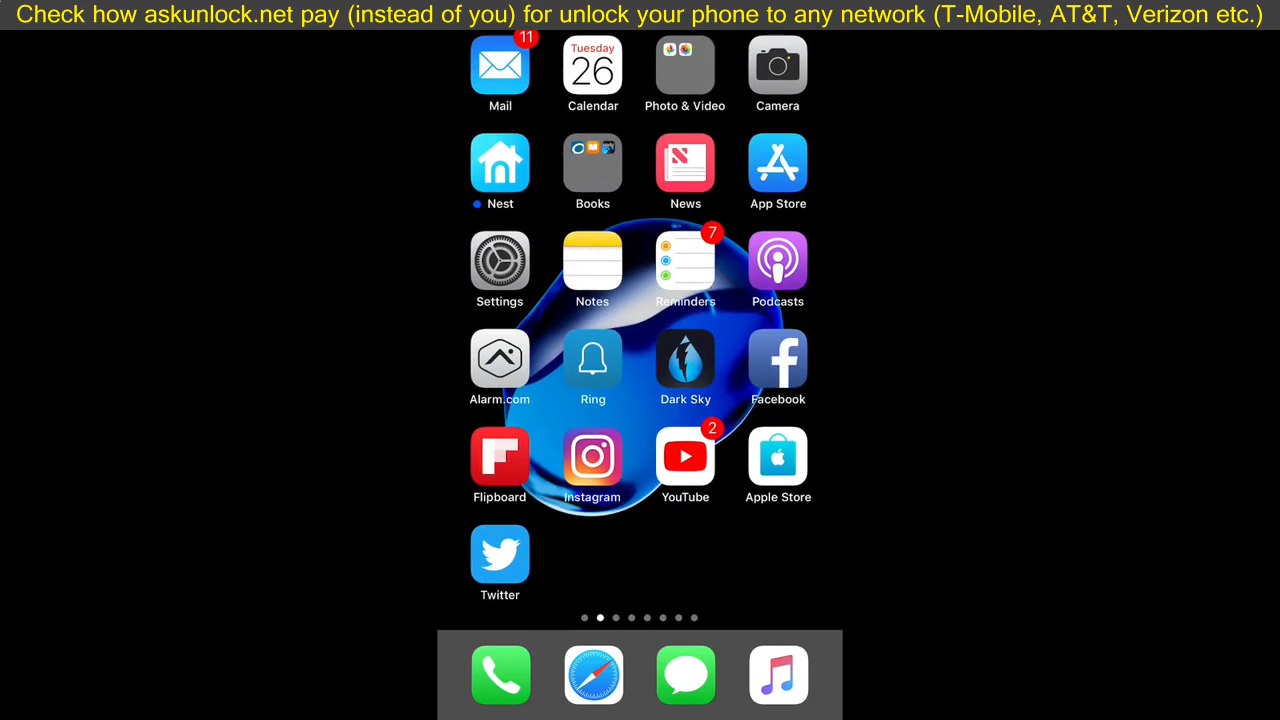 Check how askunlock.net pay (instead of you) for unlock your phone to any network (T-Mobile, AT&T, Verizon etc.)
11
Tuesday
26
Mail Calendar Photo & Video Camera
Nest Books News App Store
7
Settings Notes Reminders Podcasts
Alarm.com Ring Dark Sky Facebook
2
Flipboard Instagram YouTube Apple Store
Twitter